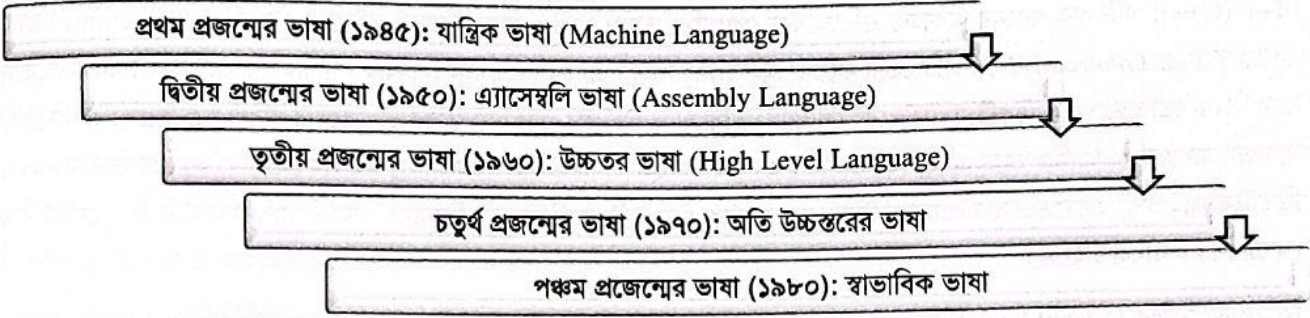 প্রথম প্রজন্মের ভাষা (১৯৪৫): যান্ত্রিক ভাষা (Machine Language)
দ্বিতীয় প্রজন্মের ভাষা (১৯৫০): এ্যাসেম্বলি ভাষা (Assembly Language)
তৃতীয় প্রজন্মের ভাষা (১৯৬০): উচ্চতর ভাষা (High Level Language)
চতুর্থ প্রজন্মের ভাষা (১৯৭০): অতি উচ্চস্তরের ভাষা
পঞ্চম প্রজেন্মের ভাষা (১৯৮০): স্বাভাবিক ভাষা